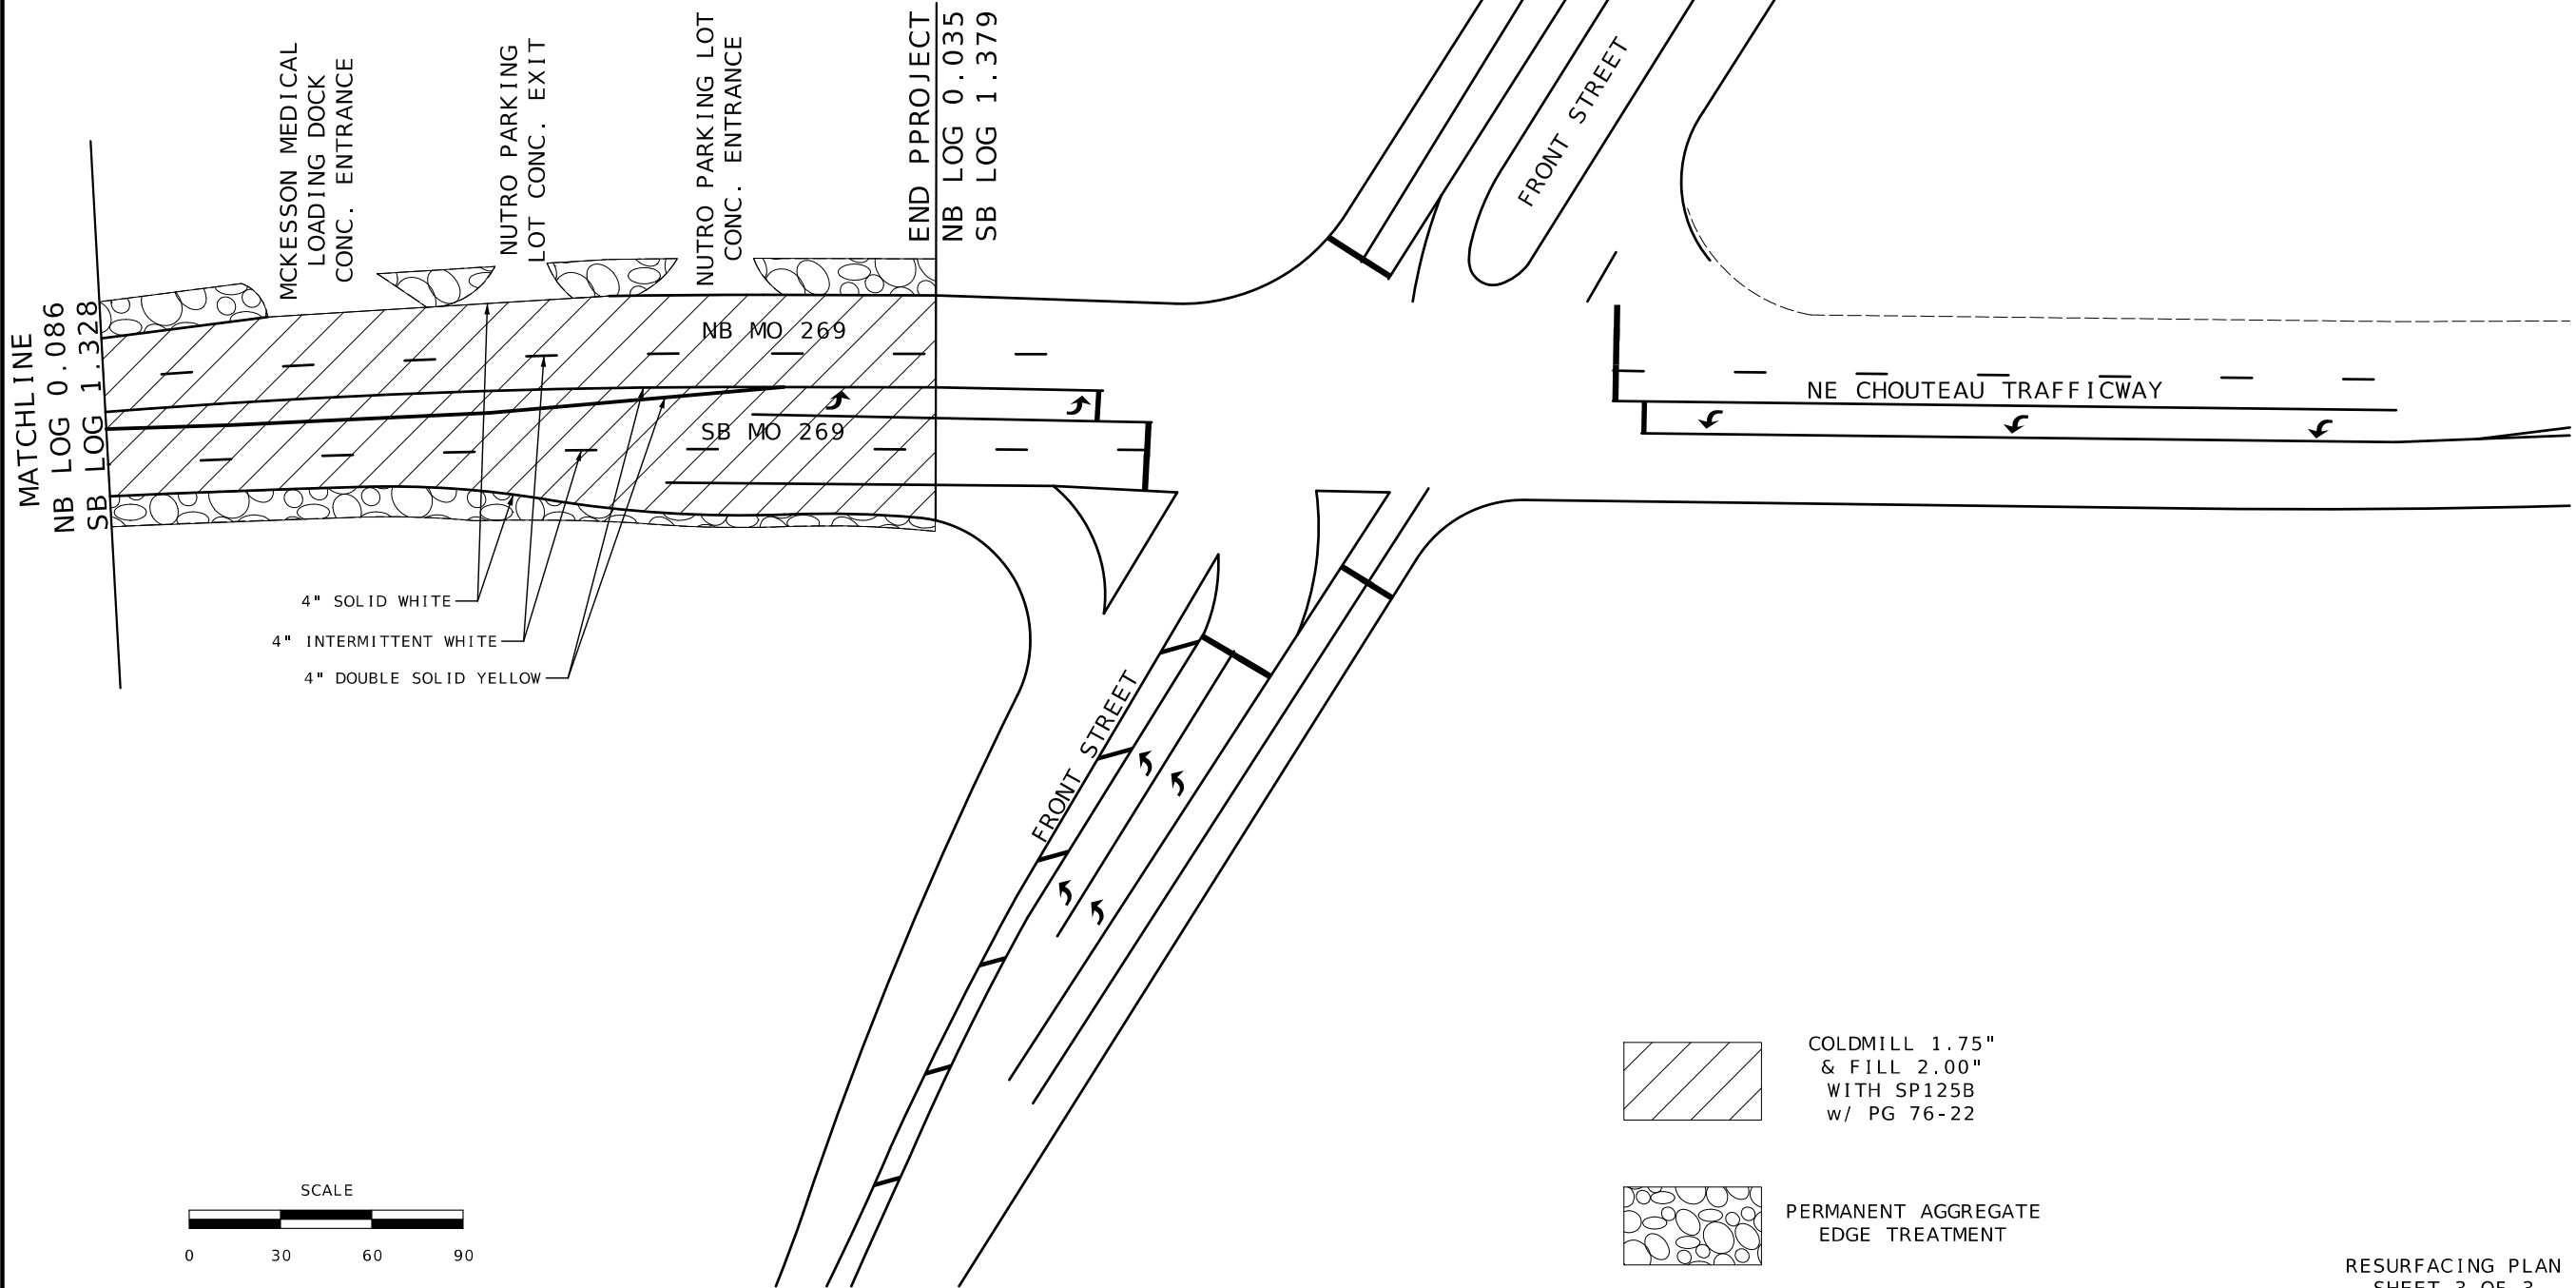 MCKESSON MEDICAL
LOADING DOCK
CONC. ENTRANCE
NUTRO PARKING
LOT CONC. EXIT
NUTRO PARKING LOT
CONC. ENTRANCE
END PPROJECT
NB LOG 0.035
SB LOG 1.379
FRONT STREET
MATCHLINE
NB LOG 0.086
SB LOG 1.328
NB MO 269
SB MO 269
NE CHOUTEAU TRAFFICWAY
4" SOLID WHITE
4" INTERMITTENT WHITE
4" DOUBLE SOLID YELLOW
FRONT STREET
COLDMILL 1.75"
& FILL 2.00"
WITH SP125B
w/ PG 76-22
PERMANENT AGGREGATE
EDGE TREATMENT
SCALE
0 30 60 90
RESURFACING PLAN
SHEET 3 OF 3